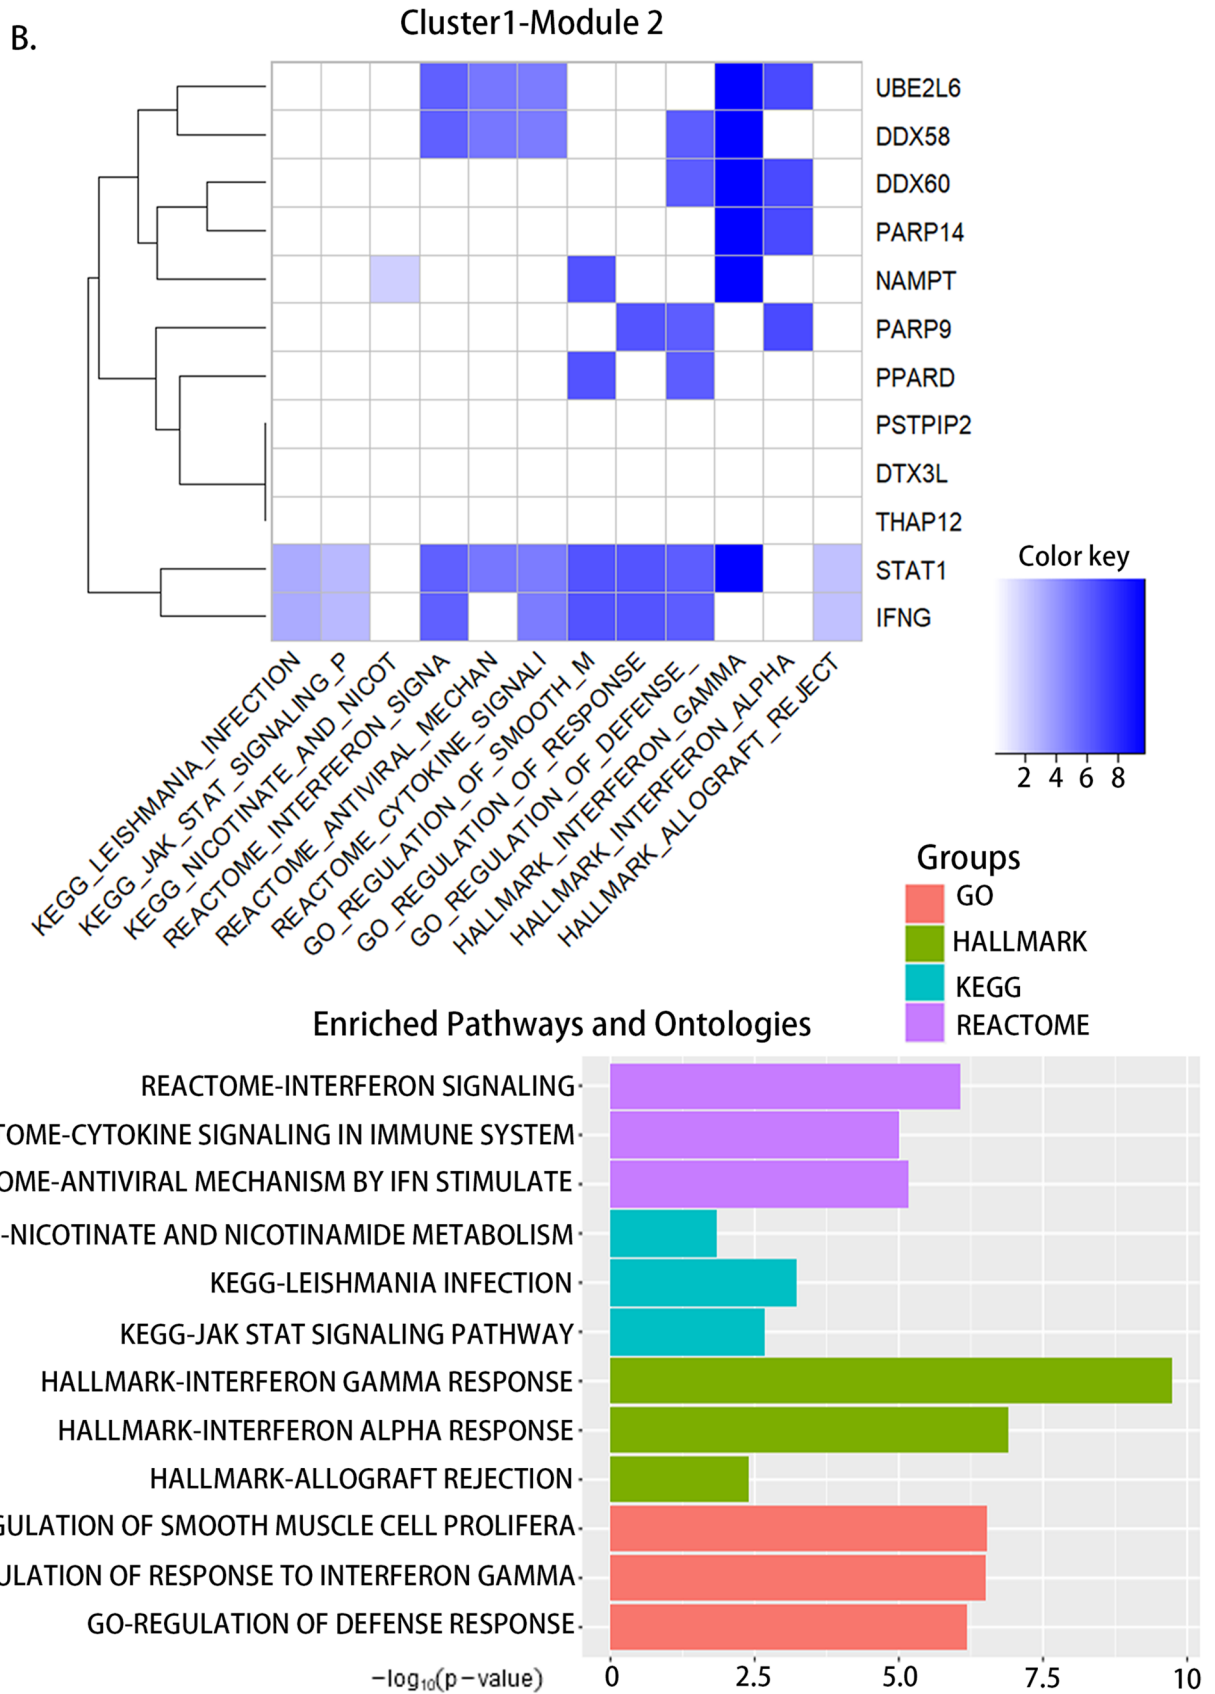 B.
Cluster1-Module 2
UBE2L6
DDX58
DDX60
PARP14
NAMPT
PARP9
PPARD
PSTPIP2
DTX3L
THAP12
STAT1
IFNG
Color key
2 4 6 8
KEGG_LEISHMANIA_INFECTION
KEGG_JAK_STAT_SIGNALING_P
KEGG_NICOTINATE_AND_NICOT
REACTOME_INTERFERON_SIGNA
REACTOME_ANTIVIRAL_MECHAN
REACTOME_CYTOKINE_SIGNALI
GO_REGULATION_OF_SMOOTH_M
GO_REGULATION_OF_RESPONSE
GO_REGULATION_OF_DEFENSE_
HALLMARK_INTERFERON_GAMMA
HALLMARK_INTERFERON_ALPHA
HALLMARK_ALLOGRAFT_REJECT
Groups
GO
HALLMARK
KEGG
REACTOME
Enriched Pathways and Ontologies
REACTOME-INTERFERON SIGNALING
TOME-CYTOKINE SIGNALING IN IMMUNE SYSTEM
OME-ANTIVIRAL MECHANISM BY IFN STIMULATE
-NICOTINATE AND NICOTINAMIDE METABOLISM
KEGG-LEISHMANIA INFECTION
KEGG-JAK STAT SIGNALING PATHWAY
HALLMARK-INTERFERON GAMMA RESPONSE
HALLMARK-INTERFERON ALPHA RESPONSE
HALLMARK-ALLOGRAFT REJECTION
GULATION OF SMOOTH MUSCLE CELL PROLIFERA
ULATION OF RESPONSE TO INTERFERON GAMMA
GO-REGULATION OF DEFENSE RESPONSE
−log₁₀(p−value) 0 2.5 5.0 7.5 10